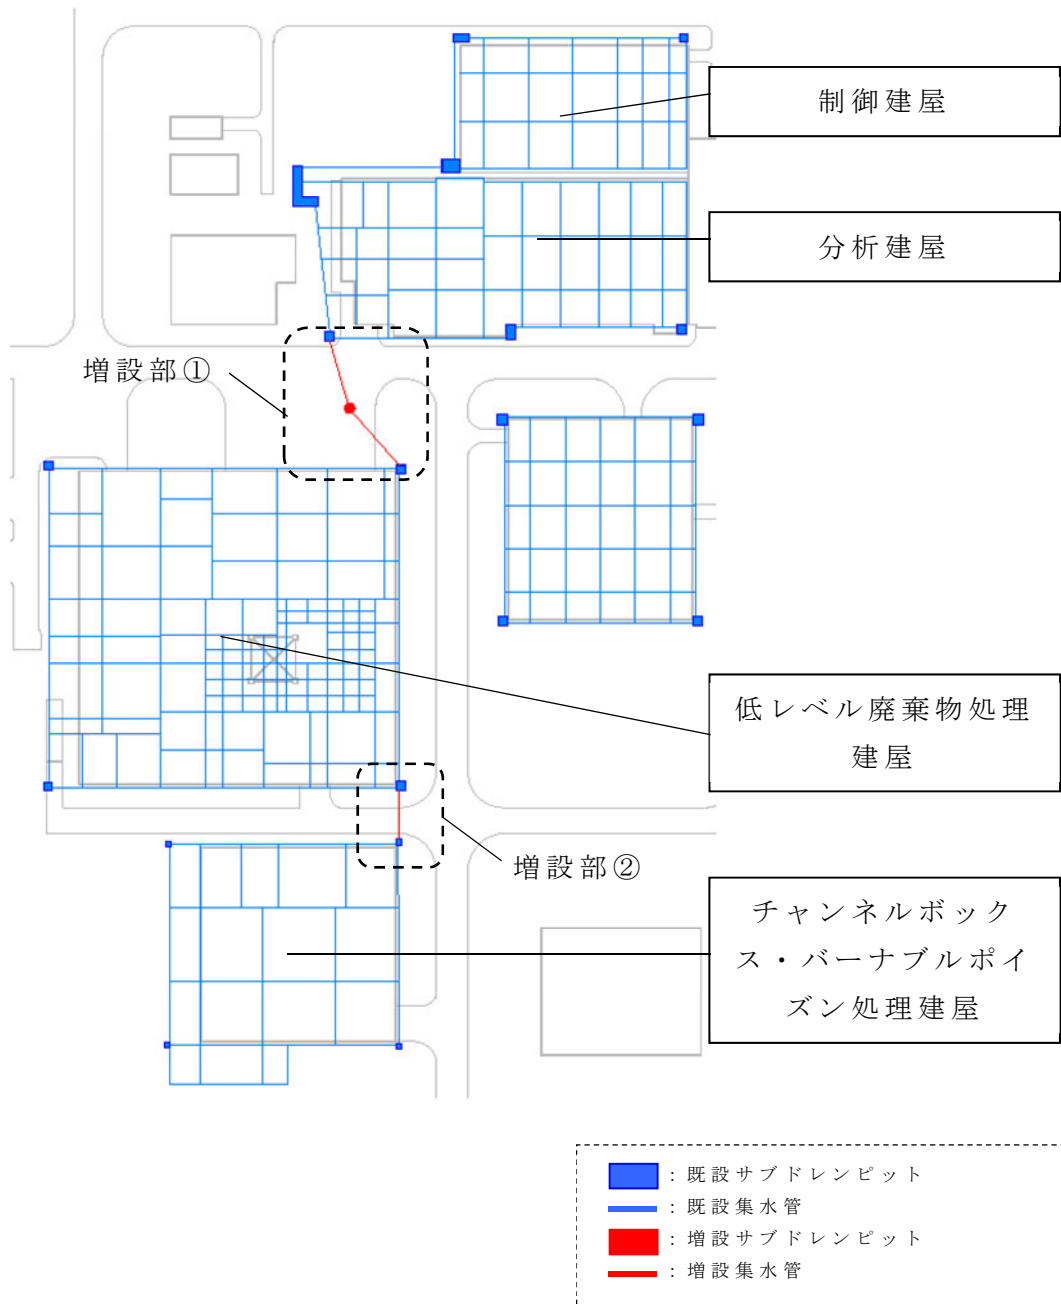 制御建屋
分析建屋
増設部①
低レベル廃棄物処理
建屋
増設部②
チャンネルボック
ス・バーナブルポイ
ズン処理建屋
：既設サブドレンピット
：既設集水管
：増設サブドレンピット
：増設集水管